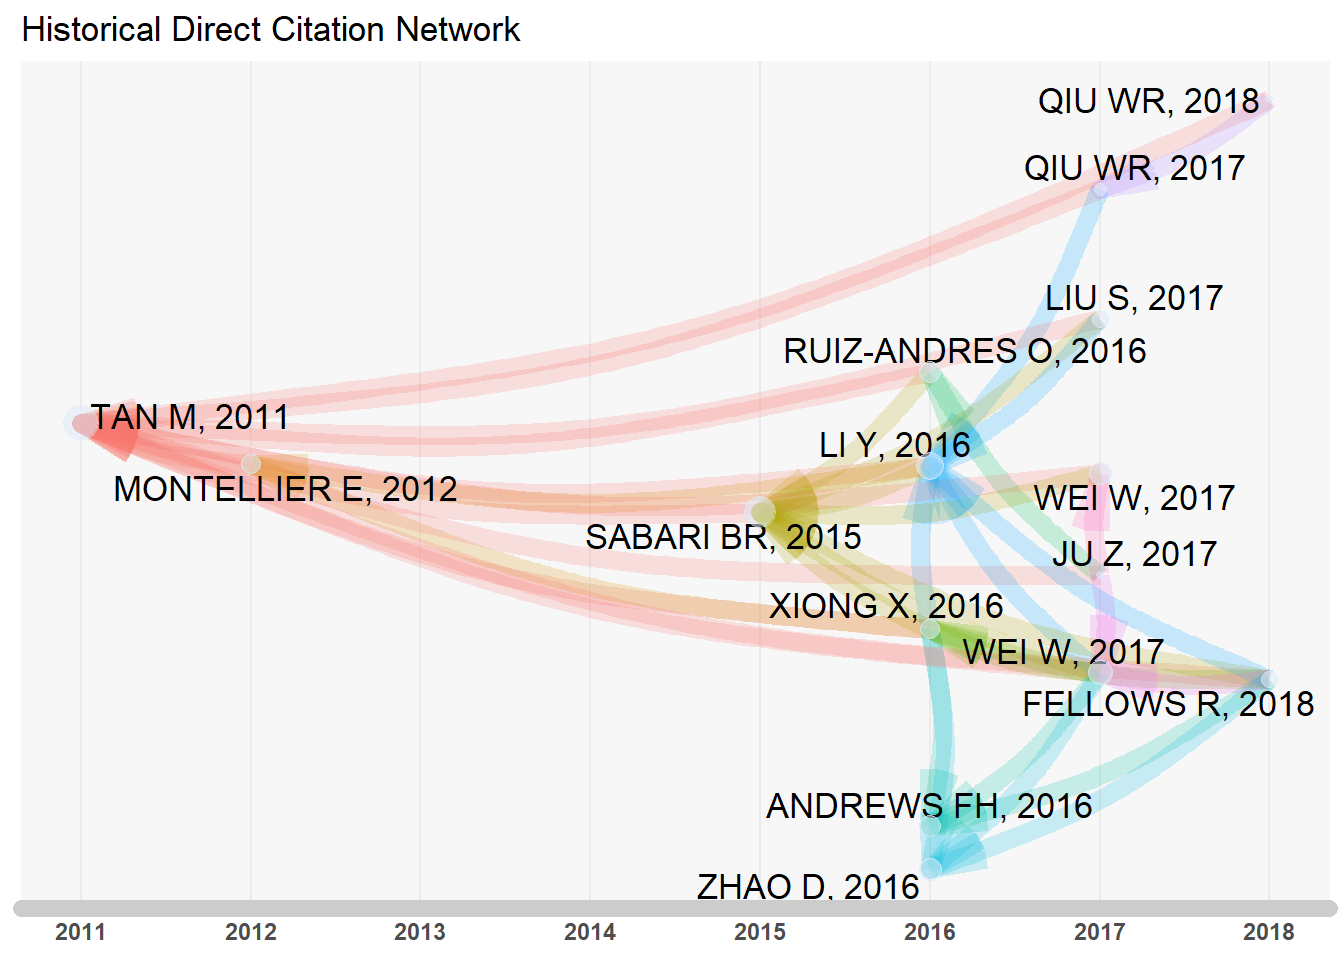 Historical Direct Citation Network
QIU WR, 2018
QIU WR, 2017
LIU S, 2017
RUIZ-ANDRES O, 2016
TAN M, 2011
LI Y, 2016
MONTELLIER E, 2012
WEI W, 2017
SABARI BR, 2015
JU Z, 2017
XIONG X, 2016
WEI W, 2017
FELLOWS R, 2018
ANDREWS FH, 2016
ZHAO D, 2016
2011 2012 2013 2014 2015 2016 2017 2018